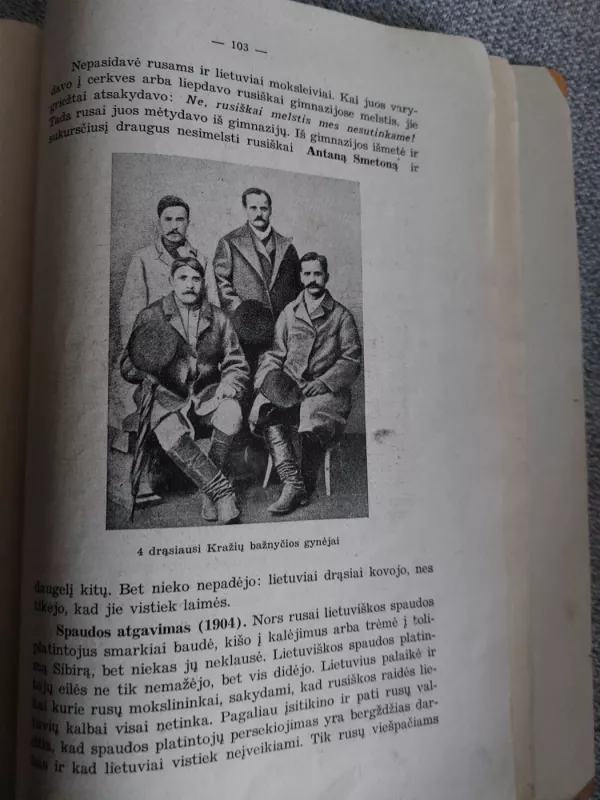 — 103 —
Nepasidavė rusams ir lietuviai moksleiviai. Kai juos vary-
davo į cerkves arba liepdavo rusiškai gimnazijose melstis, jie
griežtai atsakydavo: Ne, rusiškai melstis mes nesutinkame!
Tada rusai juos mėtydavo iš gimnazijų. Iš gimnazijos išmetė ir
sukursčiusį draugus nesimelsti rusiškai Antaną Smetoną ir
4 drąsiausi Kražių bažnyčios gynėjai
daugelį kitų. Bet nieko nepadėjo: lietuviai drąsiai kovojo, nes
tikėjo, kad jie vistiek laimės.
Spaudos atgavimas (1904). Nors rusai lietuviškos spaudos
platintojus smarkiai baudė, kišo į kalėjimus arba trėmė į toli-
mą Sibirą, bet niekas jų neklausė. Lietuviškos spaudos platin-
tojų eilės ne tik nemažėjo, bet vis didėjo. Lietuvius palaikė ir
kai kurie rusų mokslininkai, sakydami, kad rusiškos raidės lie-
tuvių kalbai visai netinka. Pagaliau įsitikino ir pati rusų val-
džia, kad spaudos platintojų persekiojimas yra bergždžias dar-
bas ir kad lietuviai vistiek neįveikiami. Tik rusų viešpačiams